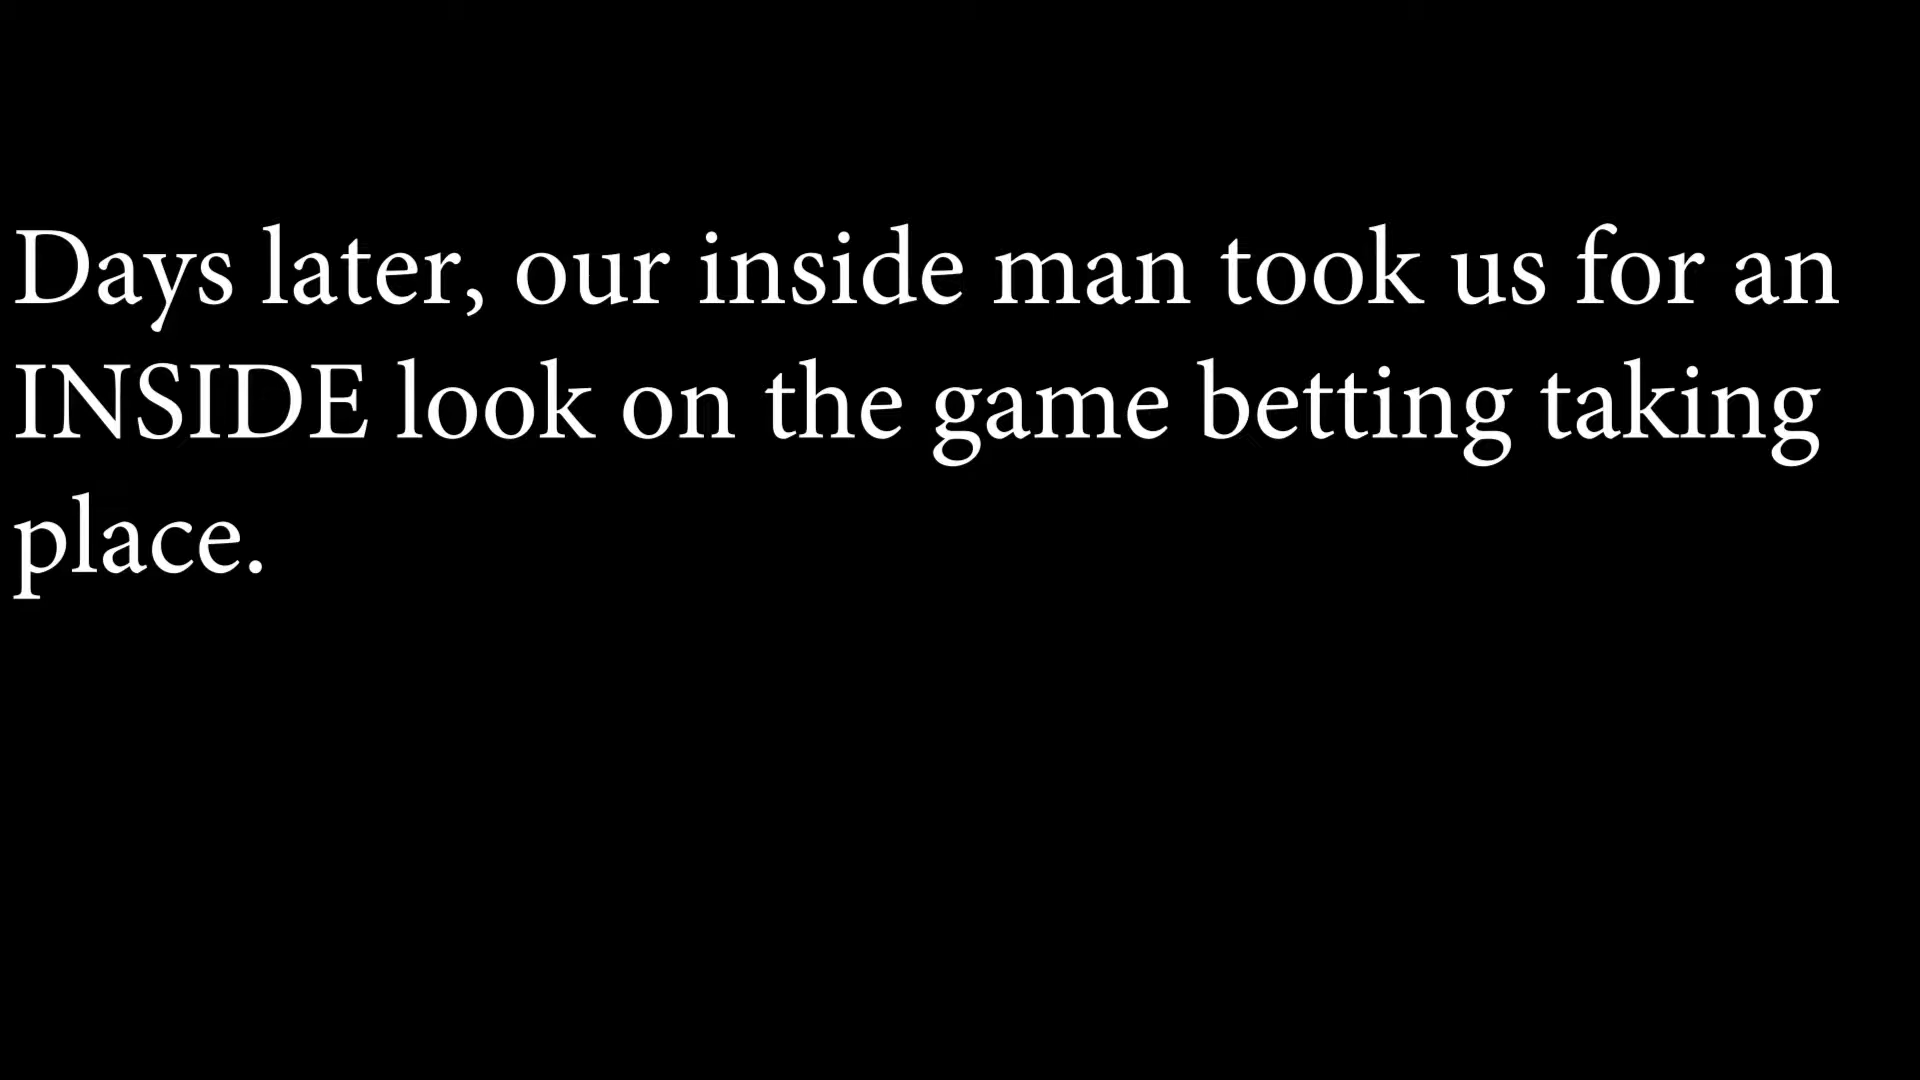 Days later, our inside man took us for an
INSIDE look on the game betting taking
place.